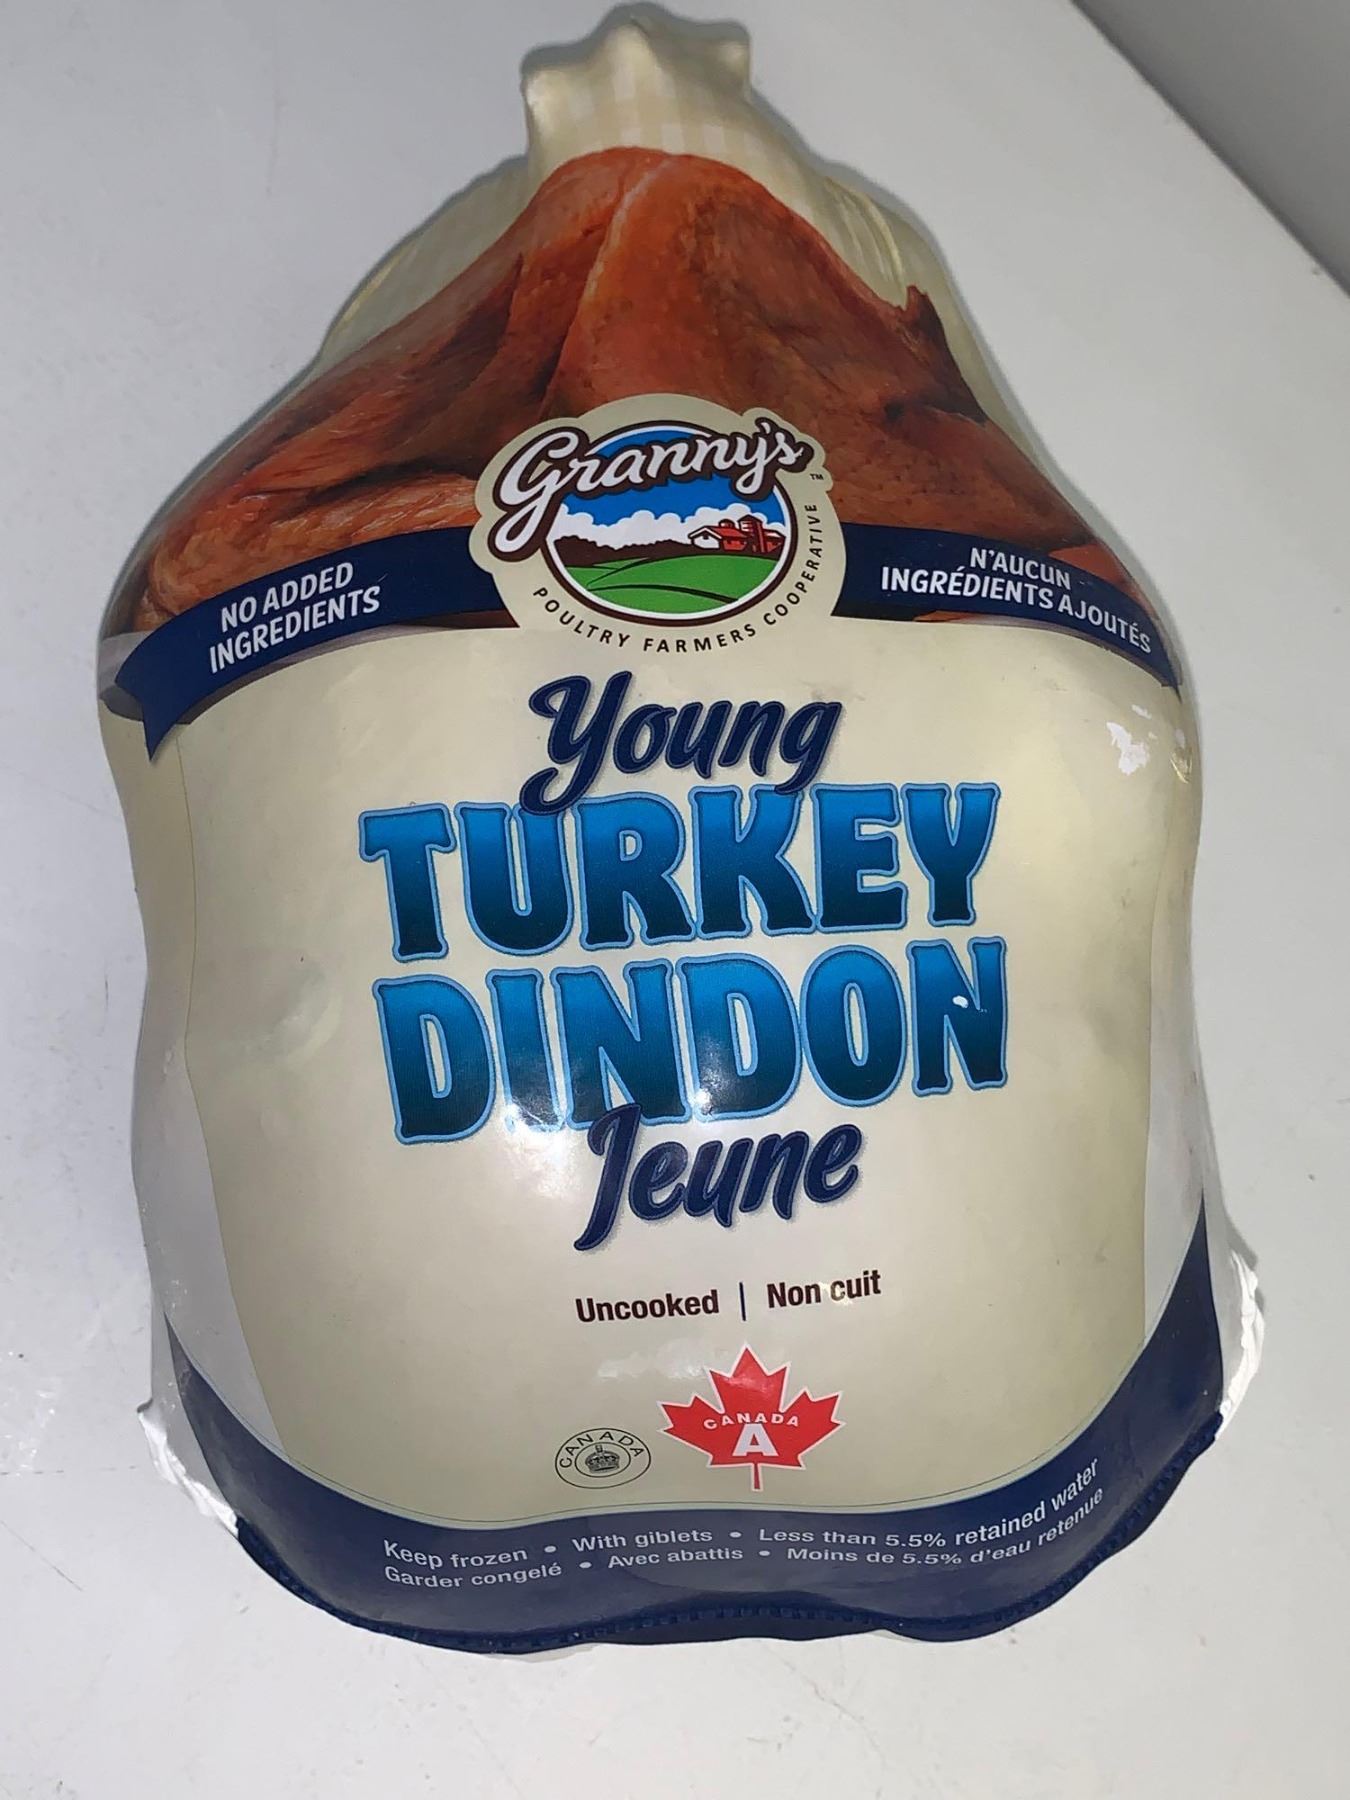 Granny's™
POULTRY FARMERS COOPERATIVE
NO ADDED
INGREDIENTS
N'AUCUN
INGRÉDIENTS AJOUTÉS
Young
TURKEY
DINDON
Jeune
Uncooked | Non cuit
CANADA
CANADA
A
Keep frozen • With giblets • Less than 5.5% retained water
Garder congelé • Avec abattis • Moins de 5.5% d'eau retenue